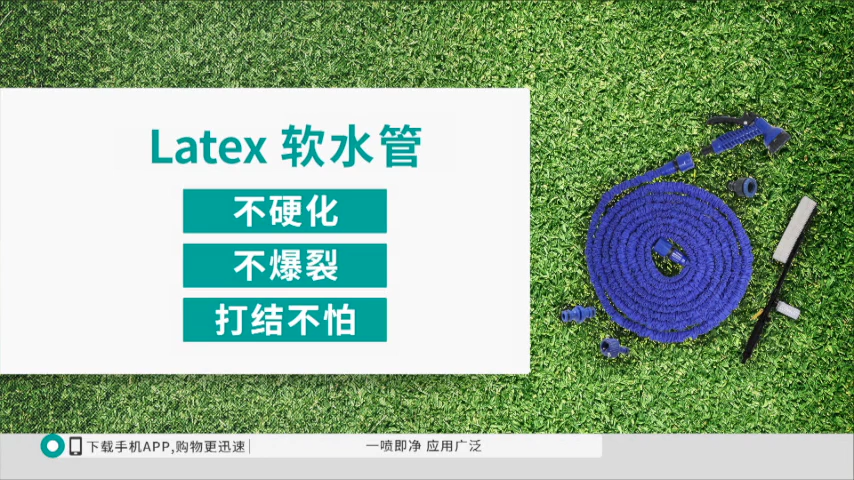 Latex 软水管
不硬化
不爆裂
打结不怕
下载手机APP,购物更迅速
一喷即净 应用广泛